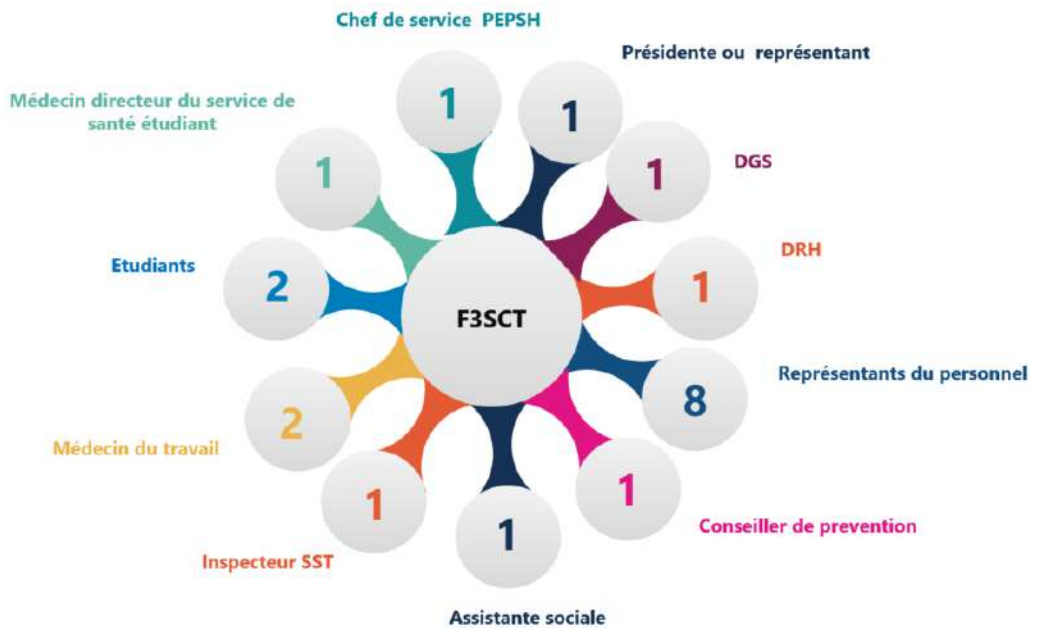 Chef de service PEPSH
1
Présidente ou représentant
1
DGS
1
DRH
1
Représentants du personnel
8
Conseiller de prevention
1
Assistante sociale
1
Inspecteur SST
1
Médecin du travail
2
Etudiants
2
Médecin directeur du service de
santé étudiant
1
F3SCT